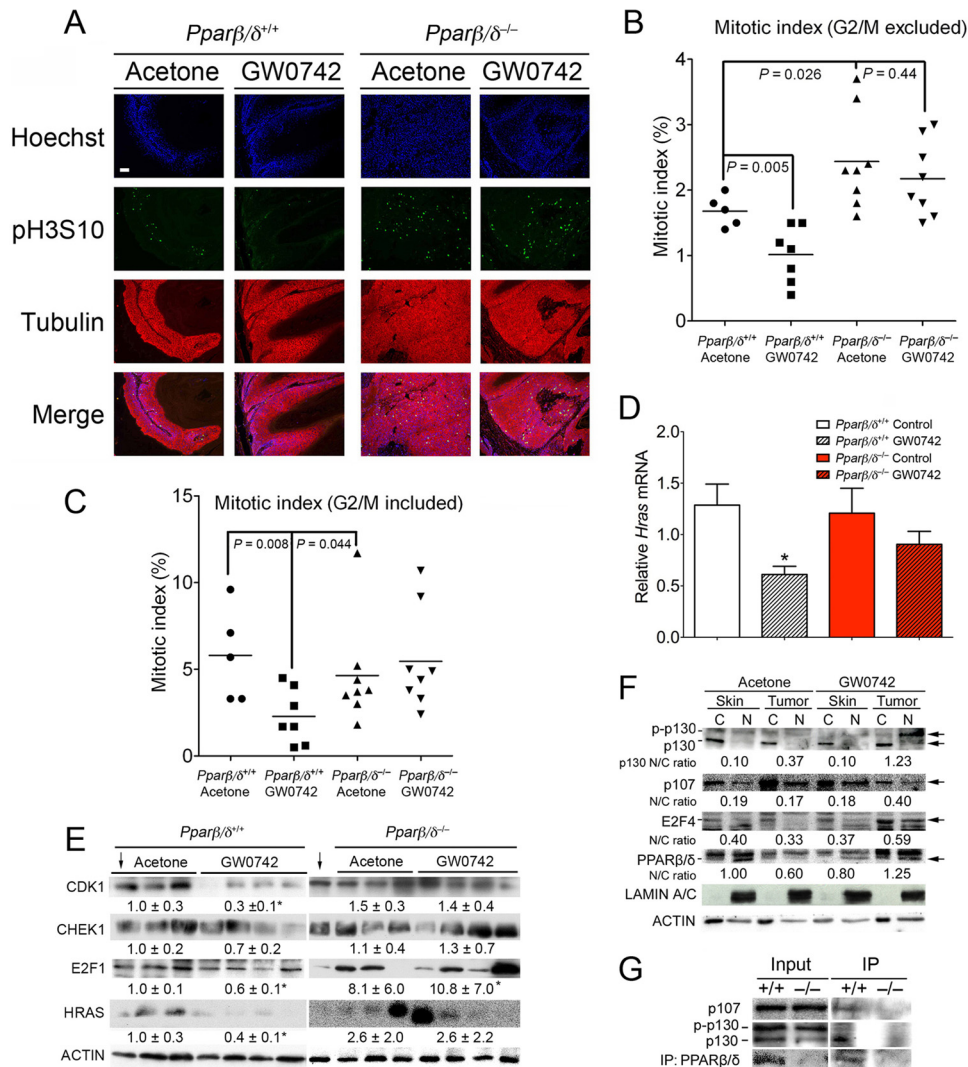 A
Pparβ/δ+/+
Pparβ/δ−/−
Acetone GW0742 Acetone GW0742
Hoechst
pH3S10
Tubulin
Merge
B
Mitotic index (G2/M excluded)
Mitotic index (%)
4
3
2
1
0
P = 0.026
P = 0.44
P = 0.005
Pparβ/δ+/+ Acetone
Pparβ/δ+/+ GW0742
Pparβ/δ−/− Acetone
Pparβ/δ−/− GW0742
C
Mitotic index (G2/M included)
Mitotic index (%)
15
10
5
0
P = 0.008
P = 0.044
Pparβ/δ+/+ Acetone
Pparβ/δ+/+ GW0742
Pparβ/δ−/− Acetone
Pparβ/δ−/− GW0742
D
Relative Hras mRNA
2.0
1.5
1.0
0.5
0.0
*
Pparβ/δ+/+ Control
Pparβ/δ+/+ GW0742
Pparβ/δ−/− Control
Pparβ/δ−/− GW0742
E
Pparβ/δ+/+
Pparβ/δ−/−
Acetone GW0742 Acetone GW0742
CDK1
1.0 ± 0.3 0.3 ±0.1* 1.5 ± 0.3 1.4 ± 0.4
CHEK1
1.0 ± 0.2 0.7 ± 0.2 1.1 ± 0.4 1.3 ± 0.7
E2F1
1.0 ± 0.1 0.6 ± 0.1* 8.1 ± 6.0 10.8 ± 7.0*
HRAS
1.0 ± 0.3 0.4 ± 0.1* 2.6 ± 2.0 2.6 ± 2.2
ACTIN
F
Acetone GW0742
Skin Tumor Skin Tumor
C N C N C N C N
p-p130
p130
p130 N/C ratio 0.10 0.37 0.10 1.23
p107
N/C ratio 0.19 0.17 0.18 0.40
E2F4
N/C ratio 0.40 0.33 0.37 0.59
PPARβ/δ
N/C ratio 1.00 0.60 0.80 1.25
LAMIN A/C
ACTIN
G
Input IP
+/+ −/− +/+ −/−
p107
p-p130
p130
IP: PPARβ/δ